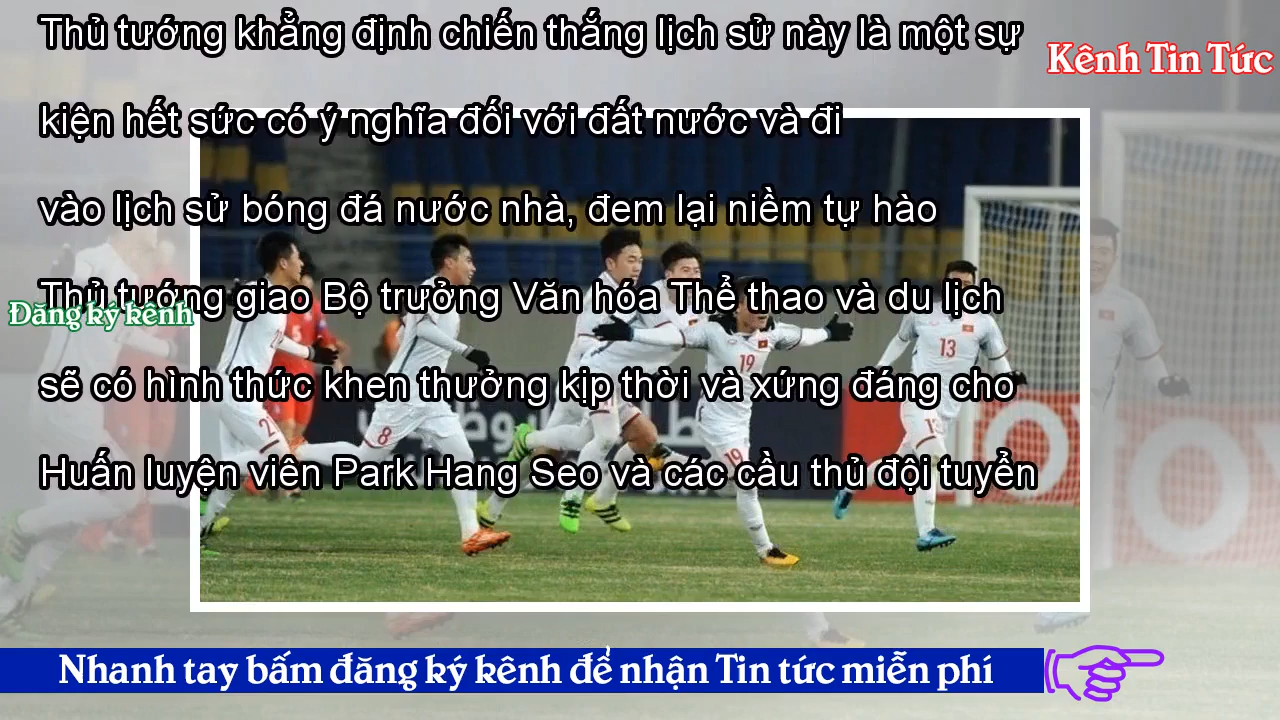 Thủ tướng khẳng định chiến thắng lịch sử này là một sự
Kênh Tin Tức
kiện hết sức có ý nghĩa đối với đất nước và đi
vào lịch sử bóng đá nước nhà, đem lại niềm tự hào
Thủ tướng giao Bộ trưởng Văn hóa Thể thao và du lịch
Đăng ký kênh
sẽ có hình thức khen thưởng kịp thời và xứng đáng cho
Huấn luyện viên Park Hang Seo và các cầu thủ đội tuyển
19
13
8
19
Nhanh tay bấm đăng ký kênh để nhận Tin tức miễn phí